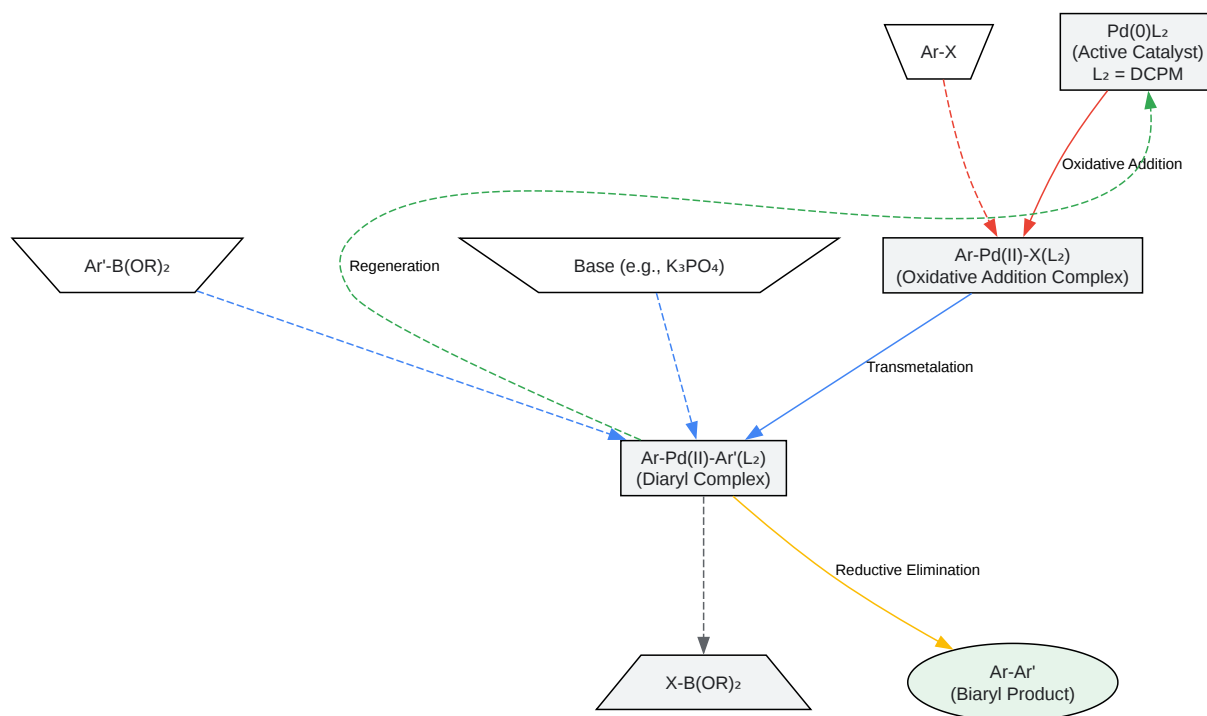 Pd(0)L₂
(Active Catalyst)
L₂ = DCPM
Ar-X
Oxidative Addition
Ar'-B(OR)₂
Regeneration
Base (e.g., K₃PO₄)
Ar-Pd(II)-X(L₂)
(Oxidative Addition Complex)
Transmetalation
Ar-Pd(II)-Ar'(L₂)
(Diaryl Complex)
Reductive Elimination
X-B(OR)₂
Ar-Ar'
(Biaryl Product)